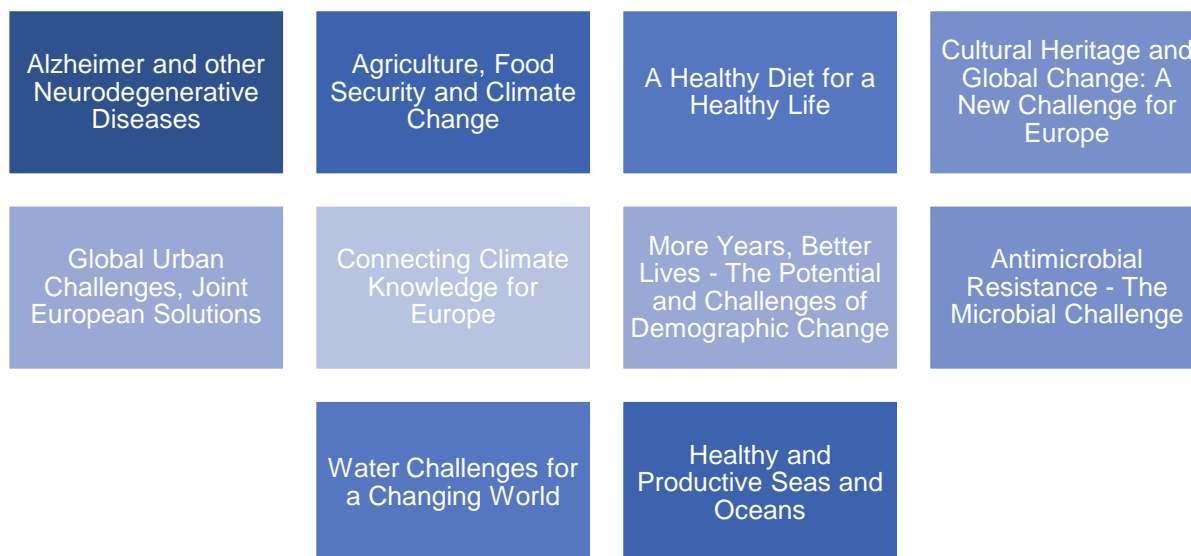 Alzheimer and other
Neurodegenerative
Diseases
Agriculture, Food
Security and Climate
Change
A Healthy Diet for a
Healthy Life
Cultural Heritage and
Global Change: A
New Challenge for
Europe
Global Urban
Challenges, Joint
European Solutions
Connecting Climate
Knowledge for
Europe
More Years, Better
Lives - The Potential
and Challenges of
Demographic Change
Antimicrobial
Resistance - The
Microbial Challenge
Water Challenges for
a Changing World
Healthy and
Productive Seas and
Oceans